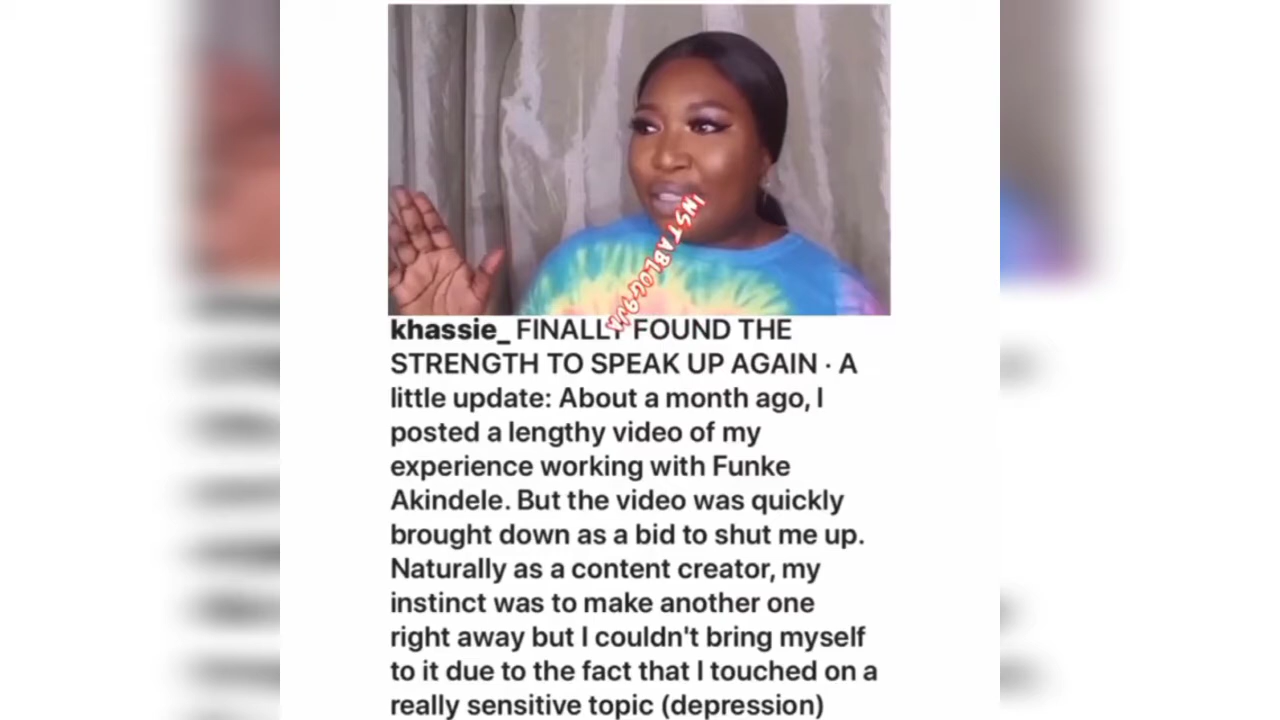 INSTABLOG9JA
khassie_ FINALLY FOUND THE
STRENGTH TO SPEAK UP AGAIN · A
little update: About a month ago, I
posted a lengthy video of my
experience working with Funke
Akindele. But the video was quickly
brought down as a bid to shut me up.
Naturally as a content creator, my
instinct was to make another one
right away but I couldn't bring myself
to it due to the fact that I touched on a
really sensitive topic (depression)